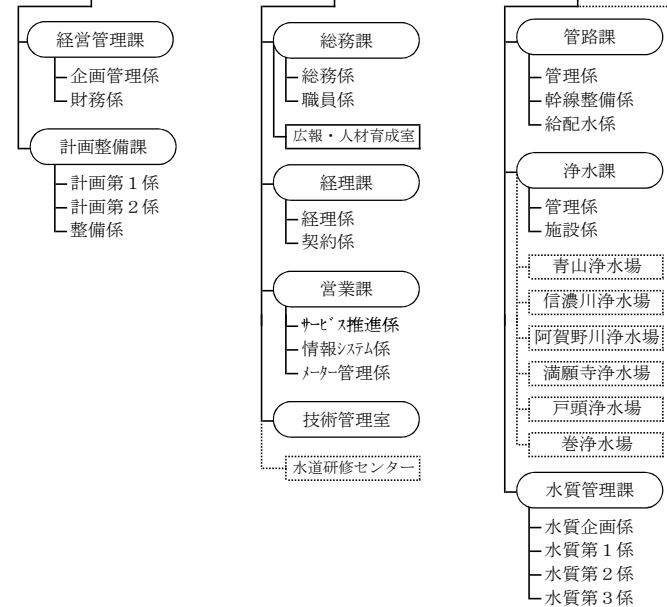 経営管理課
企画管理係
財務係
計画整備課
計画第１係
計画第２係
整備係
総務課
総務係
職員係
広報・人材育成室
経理課
経理係
契約係
営業課
ｻｰﾋﾞｽ推進係
情報ｼｽﾃﾑ係
ﾒｰﾀｰ管理係
技術管理室
水道研修センター
管路課
管理係
幹線整備係
給配水係
浄水課
管理係
施設係
青山浄水場
信濃川浄水場
阿賀野川浄水場
満願寺浄水場
戸頭浄水場
巻浄水場
水質管理課
水質企画係
水質第１係
水質第２係
水質第３係